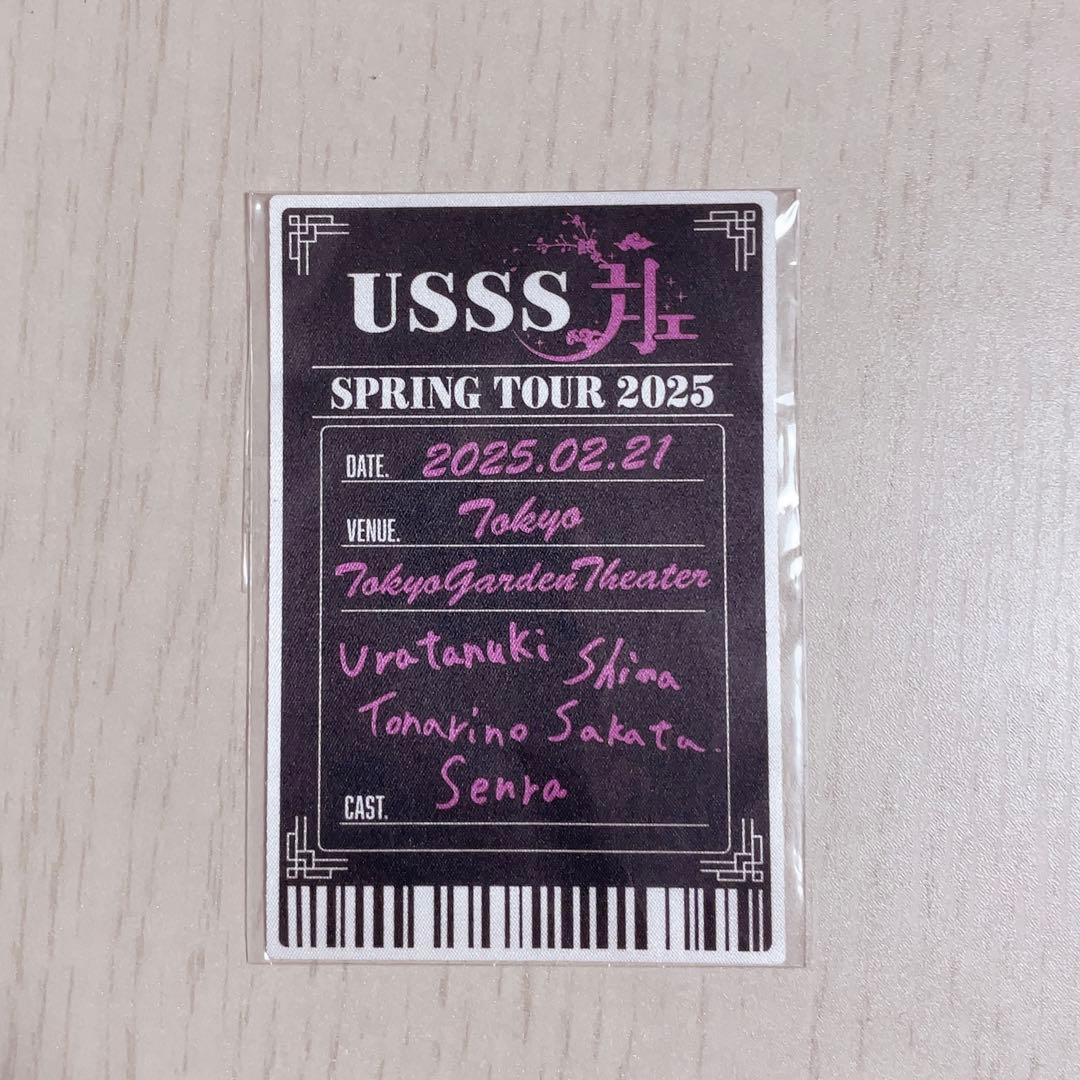 USSS
SPRING TOUR 2025
DATE. 2025.02.21
VENUE. Tokyo
TokyoGardenTheater
Uratanuki Shima
Tonarino Sakata.
Senra
CAST.